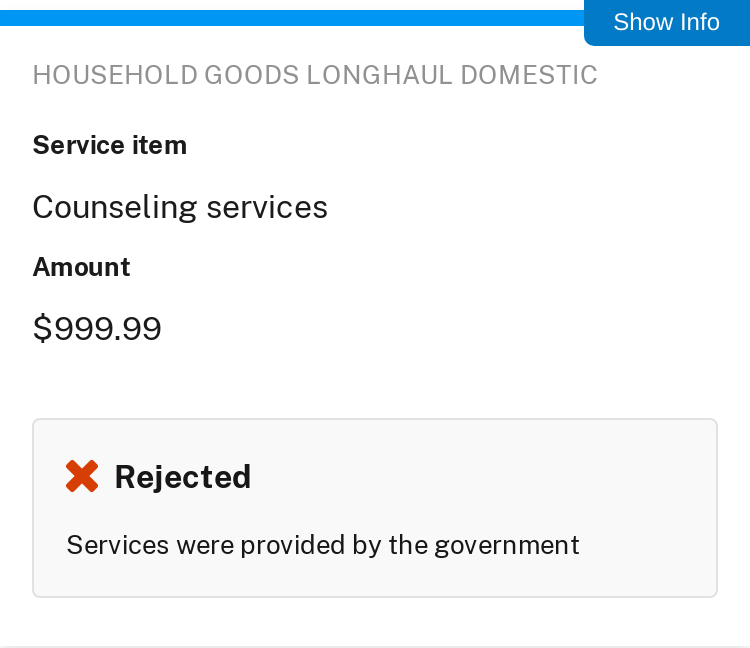 Show Info
HOUSEHOLD GOODS LONGHAUL DOMESTIC
Service item
Counseling services
Amount
$999.99
Rejected
Services were provided by the government